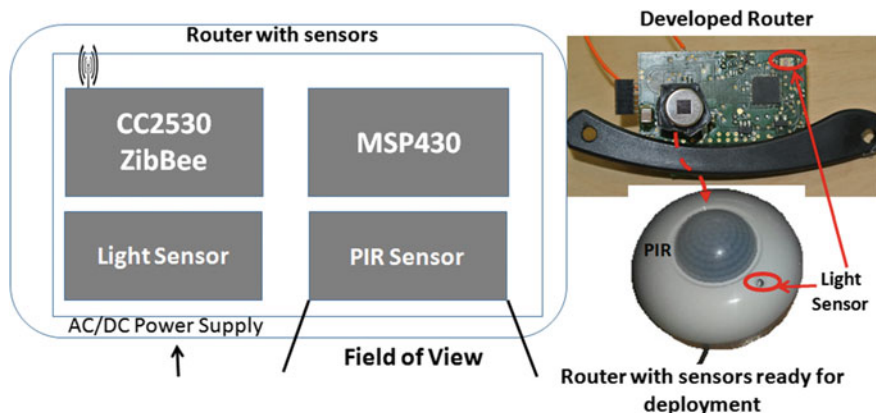 Router with sensors
CC2530
ZibBee
MSP430
Light Sensor
PIR Sensor
AC/DC Power Supply
Field of View
Developed Router
PIR
Light
Sensor
Router with sensors ready for
deployment